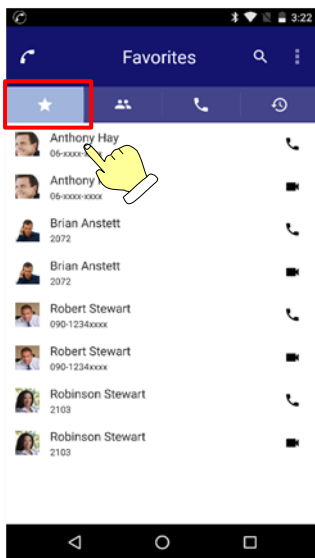 3:22
Favorites
Anthony Hay
06-xxxx-
Anthony
06-xxxx-xxxx
Brian Anstett
2072
Brian Anstett
2072
Robert Stewart
090-1234xxxx
Robert Stewart
090-1234xxxx
Robinson Stewart
2103
Robinson Stewart
2103